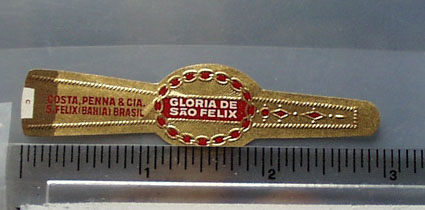 COSTA, PENNA & CIA.
S. FELIX (BAHIA) BRASIL
GLORIA DE
SÃO FELIX
1 2 3